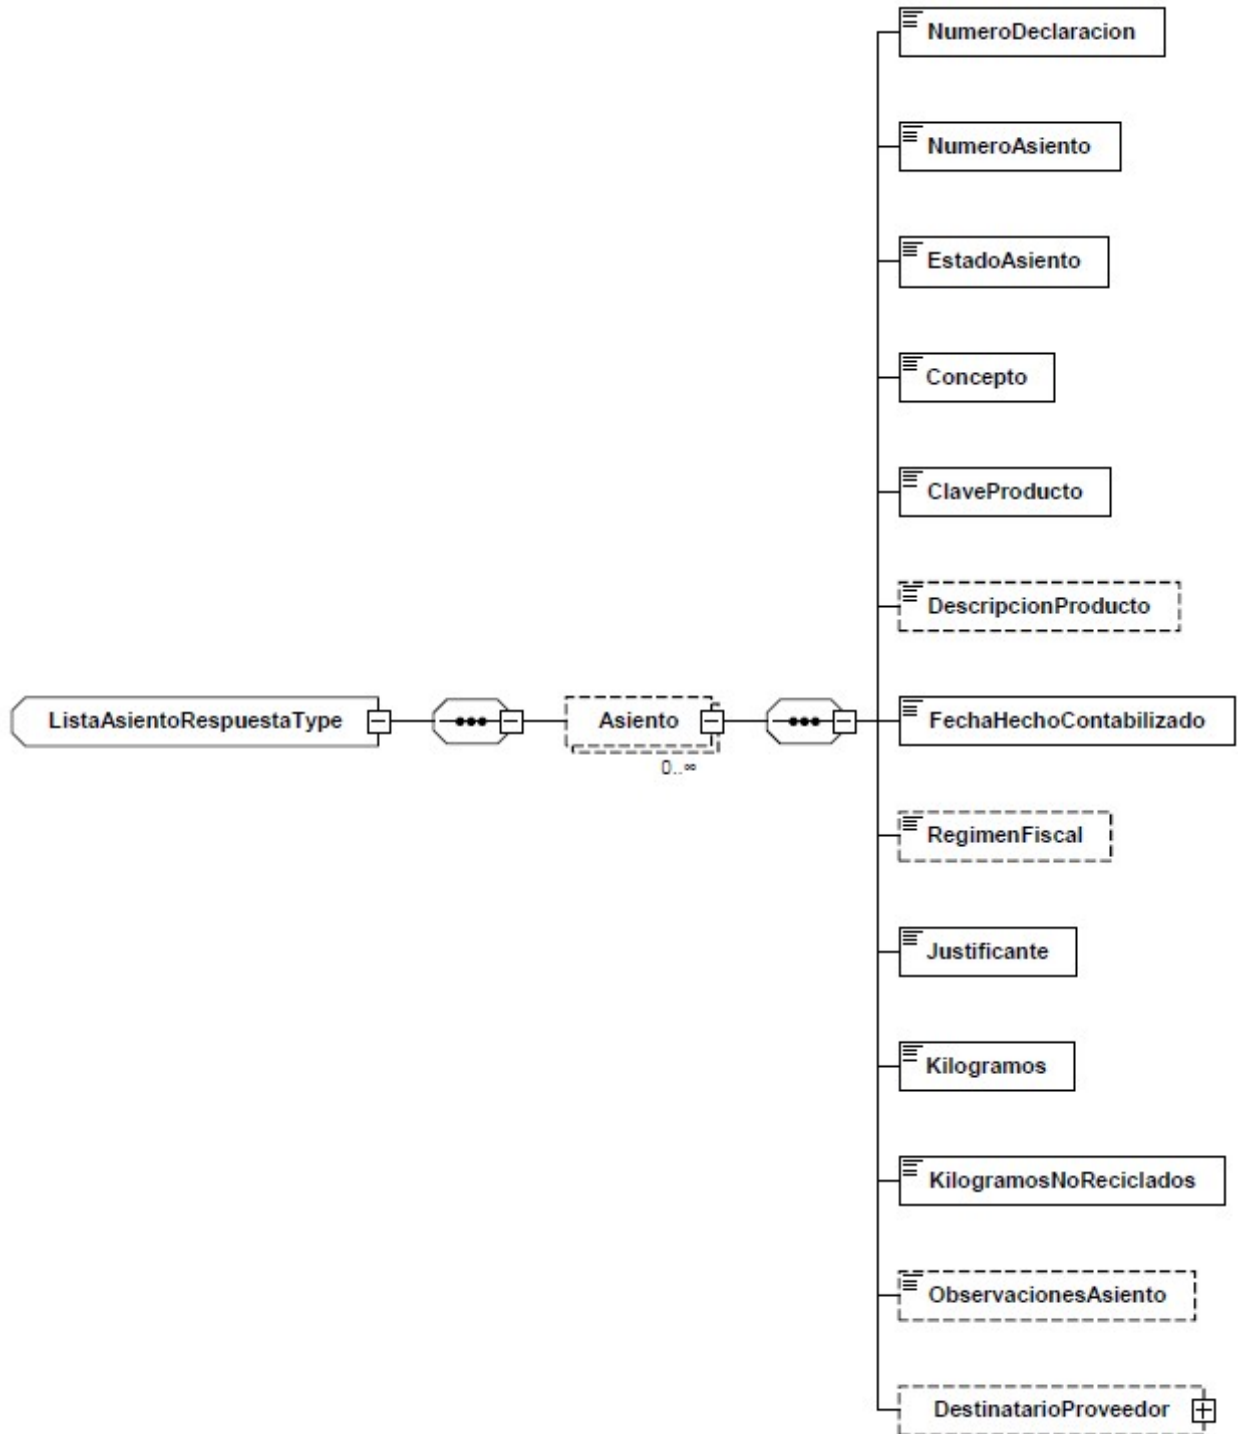 NumeroDeclaracion
NumeroAsiento
EstadoAsiento
Concepto
ClaveProducto
DescripcionProducto
ListaAsientoRespuestaType
Asiento
0..∞
FechaHechoContabilizado
RegimenFiscal
Justificante
Kilogramos
KilogramosNoReciclados
ObservacionesAsiento
DestinatarioProveedor